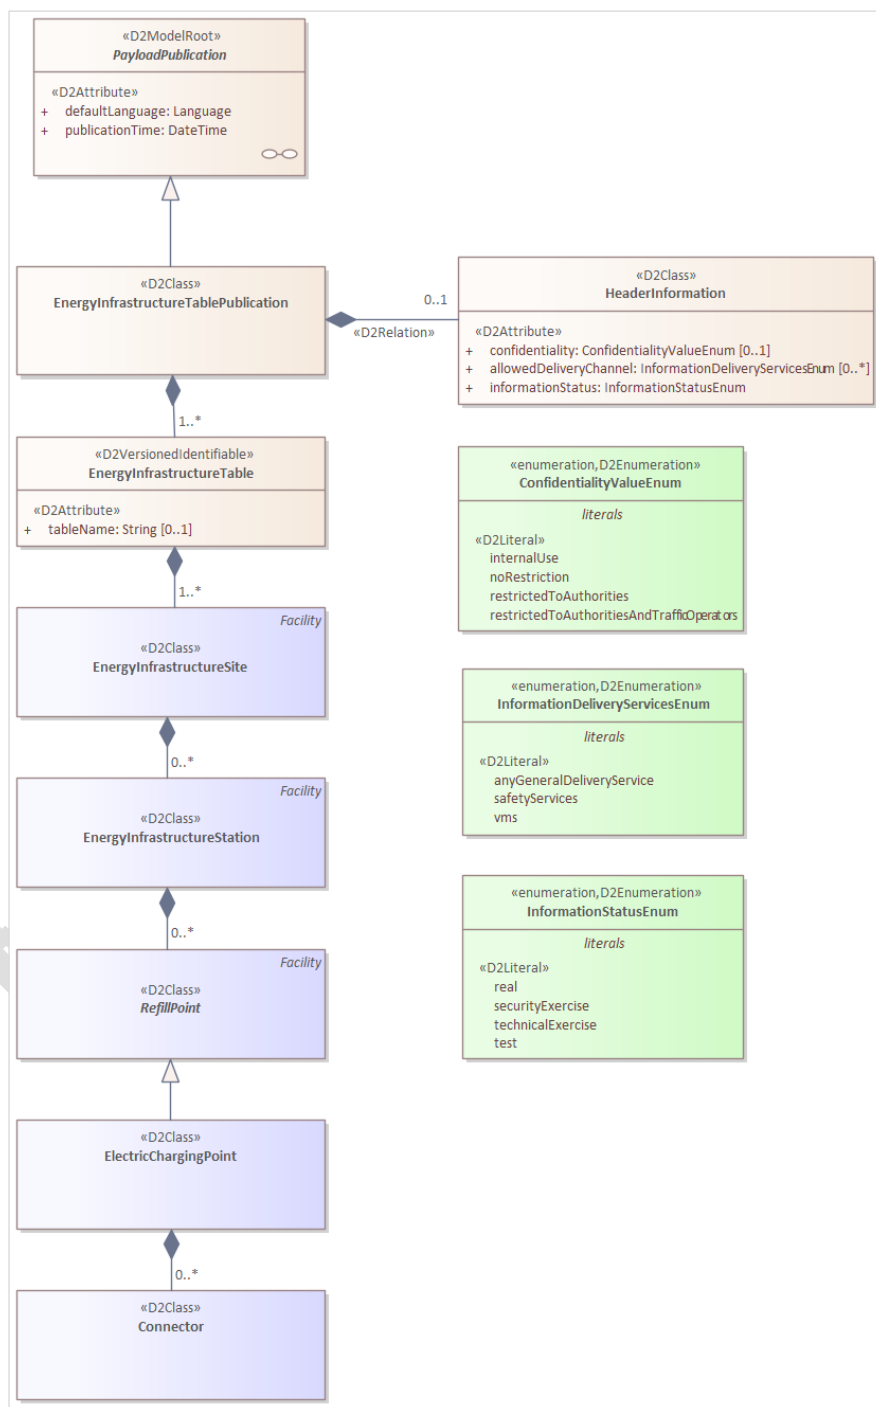 «D2ModelRoot»
PayloadPublication
«D2Attribute»
+ defaultLanguage: Language
+ publicationTime: DateTime
«D2Class»
EnergyInfrastructureTablePublication
0..1
«D2Relation»
«D2Class»
HeaderInformation
«D2Attribute»
+ confidentiality: ConfidentialityValueEnum [0..1]
+ allowedDeliveryChannel: InformationDeliveryServicesEnum [0..*]
+ informationStatus: InformationStatusEnum
1..*
«D2VersionedIdentifiable»
EnergyInfrastructureTable
«D2Attribute»
+ tableName: String [0..1]
«enumeration,D2Enumeration»
ConfidentialityValueEnum
literals
«D2Literal»
internalUse
noRestriction
restrictedToAuthorities
restrictedToAuthoritiesAndTrafficOperators
1..*
Facility
«D2Class»
EnergyInfrastructureSite
«enumeration,D2Enumeration»
InformationDeliveryServicesEnum
literals
«D2Literal»
anyGeneralDeliveryService
safetyServices
vms
0..*
Facility
«D2Class»
EnergyInfrastructureStation
«enumeration,D2Enumeration»
InformationStatusEnum
literals
«D2Literal»
real
securityExercise
technicalExercise
test
0..*
Facility
«D2Class»
RefillPoint
«D2Class»
ElectricChargingPoint
0..*
«D2Class»
Connector